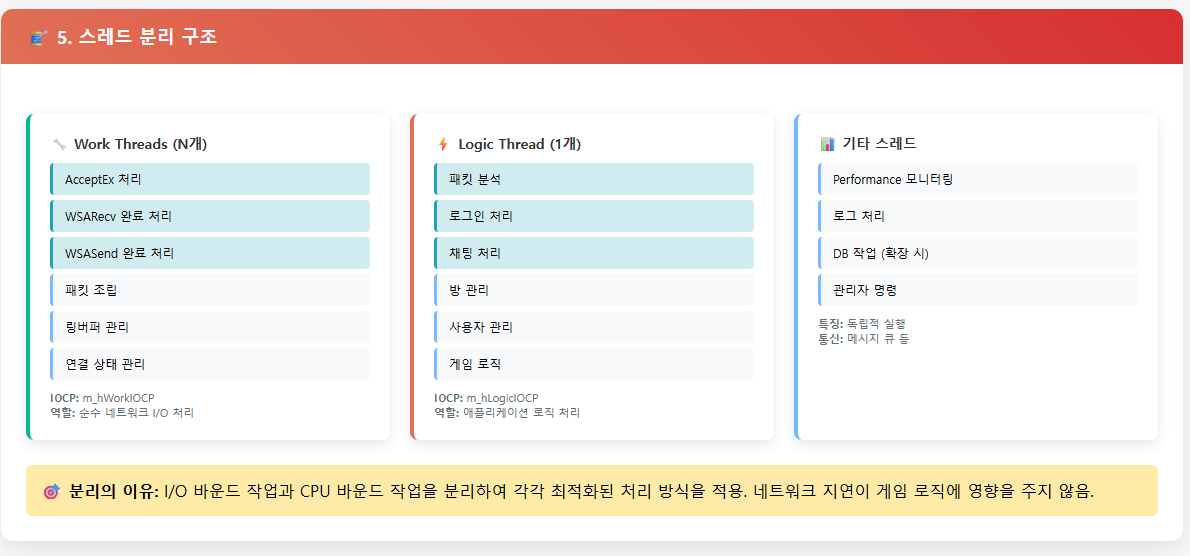 5. 스레드 분리 구조
Work Threads (N개)
AcceptEx 처리
WSARecv 완료 처리
WSASend 완료 처리
패킷 조립
링버퍼 관리
연결 상태 관리
IOCP: m_hWorkIOCP
역할: 순수 네트워크 I/O 처리
Logic Thread (1개)
패킷 분석
로그인 처리
채팅 처리
방 관리
사용자 관리
게임 로직
IOCP: m_hLogicIOCP
역할: 애플리케이션 로직 처리
기타 스레드
Performance 모니터링
로그 처리
DB 작업 (확장 시)
관리자 명령
특징: 독립적 실행
통신: 메시지 큐 등
분리의 이유: I/O 바운드 작업과 CPU 바운드 작업을 분리하여 각각 최적화된 처리 방식을 적용. 네트워크 지연이 게임 로직에 영향을 주지 않음.